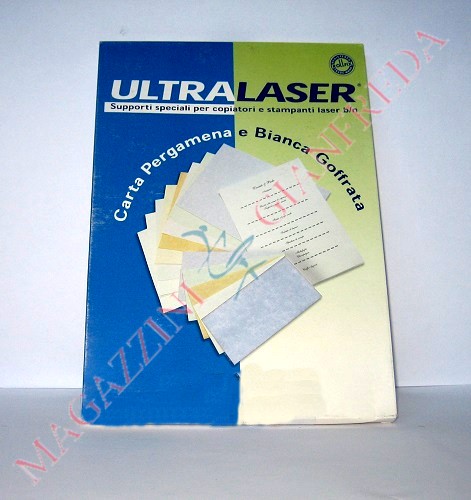 ULTRALASER
Supporti speciali per copiatori e stampanti laser b/n
Carta Pergamena e Bianca Goffrata
MAGAZZINI GIANFREDA